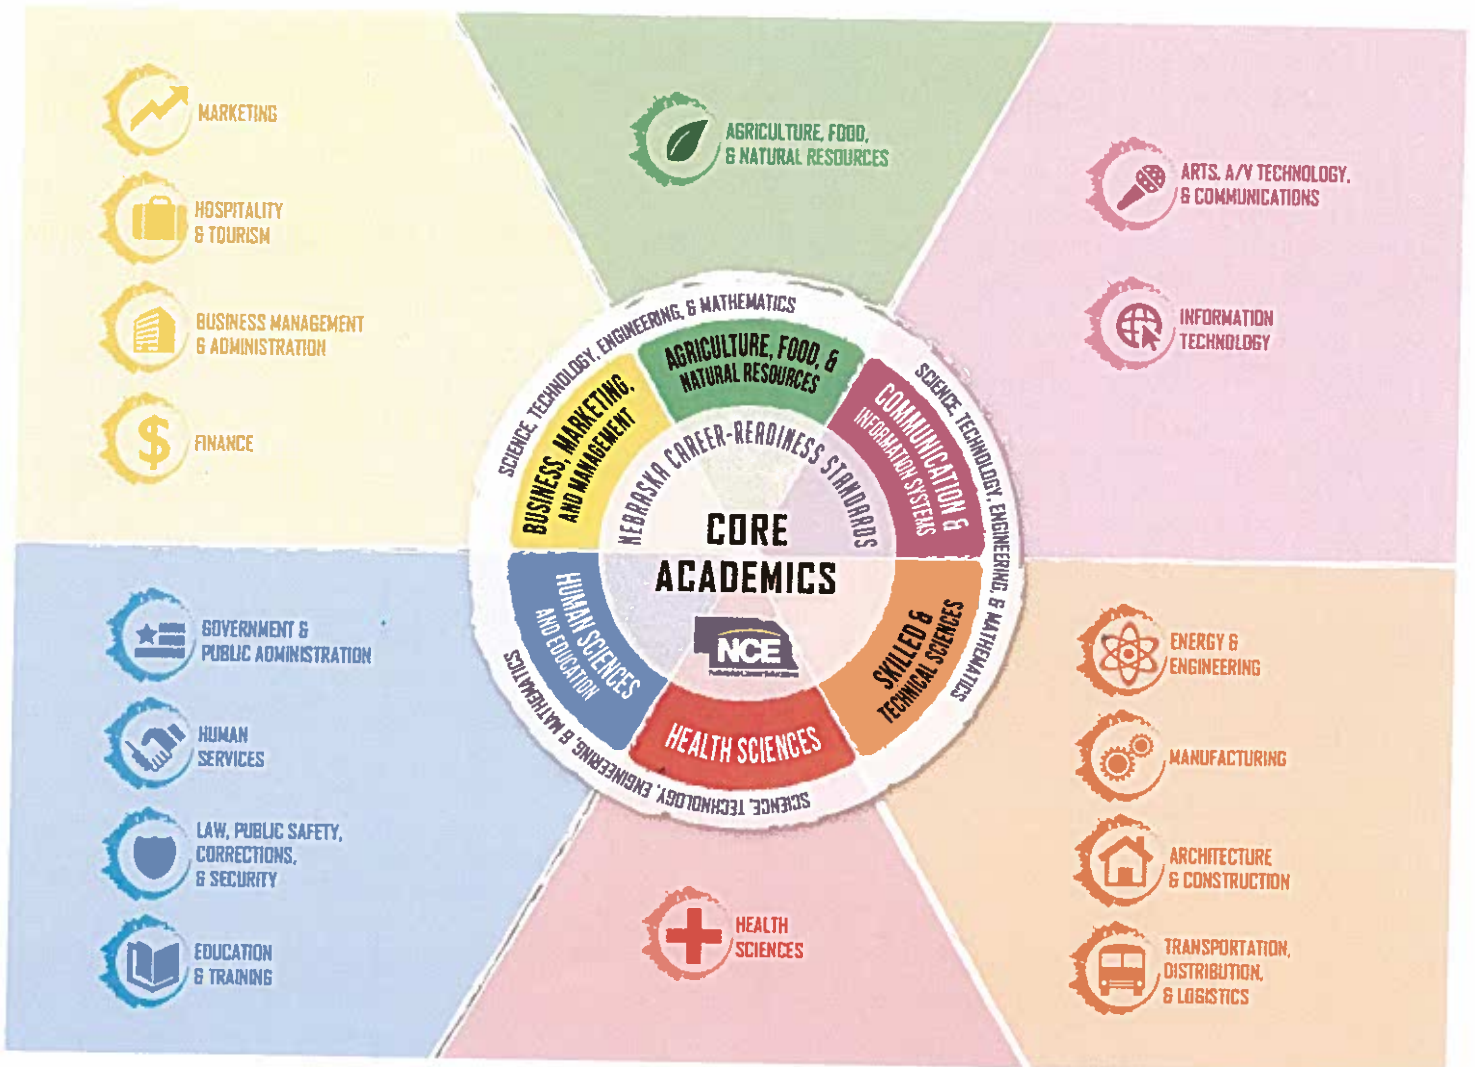 MARKETING
HOSPITALITY
& TOURISM
BUSINESS MANAGEMENT
& ADMINISTRATION
FINANCE
AGRICULTURE, FOOD,
& NATURAL RESOURCES
ARTS, A/V TECHNOLOGY,
& COMMUNICATIONS
INFORMATION
TECHNOLOGY
SCIENCE, TECHNOLOGY, ENGINEERING, & MATHEMATICS
SCIENCE, TECHNOLOGY, ENGINEERING, & MATHEMATICS
SCIENCE, TECHNOLOGY, ENGINEERING, & MATHEMATICS
BUSINESS, MARKETING,
AND MANAGEMENT
AGRICULTURE, FOOD, &
NATURAL RESOURCES
COMMUNICATION &
INFORMATION SYSTEMS
NEBRASKA CAREER-READINESS STANDARDS
CORE
ACADEMICS
NCE
HUMAN SCIENCES
AND EDUCATION
HEALTH SCIENCES
SKILLED &
TECHNICAL SCIENCES
GOVERNMENT &
PUBLIC ADMINISTRATION
HUMAN
SERVICES
LAW, PUBLIC SAFETY,
CORRECTIONS,
& SECURITY
EDUCATION
& TRAINING
HEALTH
SCIENCES
ENERGY &
ENGINEERING
MANUFACTURING
ARCHITECTURE
& CONSTRUCTION
TRANSPORTATION,
DISTRIBUTION,
& LOGISTICS